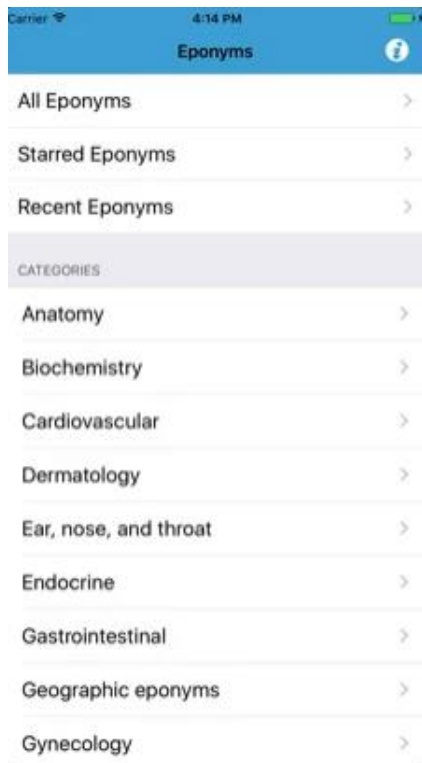 Carrier 4:14 PM
Eponyms
All Eponyms
Starred Eponyms
Recent Eponyms
CATEGORIES
Anatomy
Biochemistry
Cardiovascular
Dermatology
Ear, nose, and throat
Endocrine
Gastrointestinal
Geographic eponyms
Gynecology